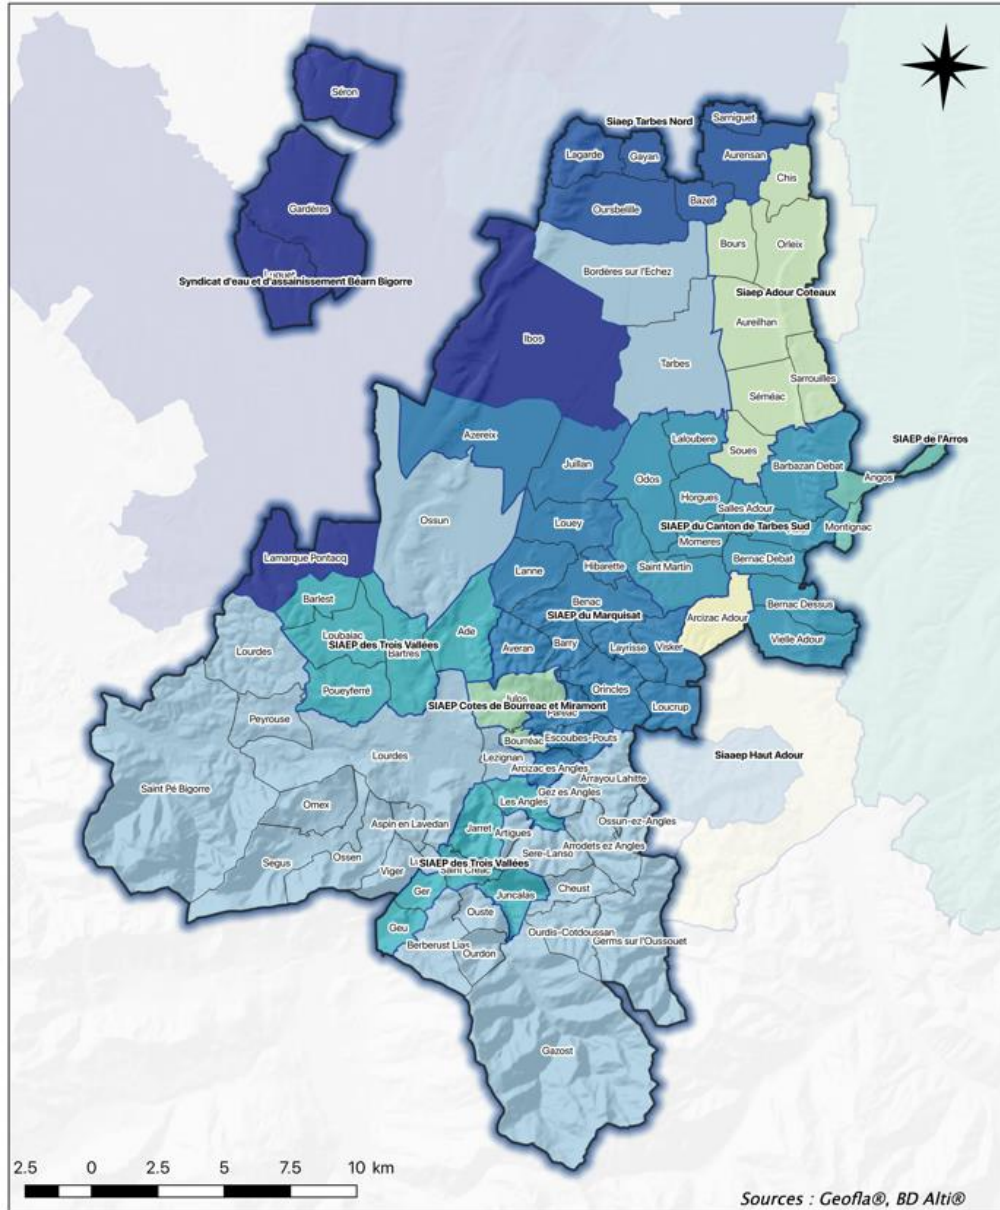 Séron
Siaep Tarbes Nord
Sarniguet
Lagarde
Gayan
Aurensan
Chis
Gardères
Oursbelille
Bazet
Bours
Orleix
Bordères sur l'Echez
Syndicat d'eau et d'assainissement Béarn Bigorre
Siaep Adour Coteaux
Aureilhan
Ibos
Tarbes
Sarrouilles
Séméac
Azereix
Laloubere
Soues
SIAEP de l'Arros
Juillan
Barbazan Debat
Odos
Angos
Horgues
Ossun
Salles Adour
Louey
SIAEP du Canton de Tarbes Sud
Montignac
Momeres
Lamarque Pontacq
Bernac Debat
Lanne
Hibarette
Saint Martin
Barlest
Benac
Bernac Dessus
SIAEP du Marquisat
Arcizac Adour
Loubajac
Ade
SIAEP des Trois Vallées
Bartres
Averan
Barry
Layrisse
Visker
Vielle Adour
Lourdes
Poueyferré
Julos
Orincles
Loucrup
SIAEP Cotes de Bourreac et Miramont
Peyrouse
Bourréac
Escoubes-Pouts
Lourdes
Lezignan
Arcizac es Angles
Siaaep Haut Adour
Saint Pé Bigorre
Arrayou Lahitte
Gez es Angles
Omex
Les Angles
Aspin en Lavedan
Jarret
Artigues
Ossun-ez-Angles
Arrodets ez Angles
Segus
Ossen
Sere-Lanso
SIAEP des Trois Vallées
Viger
Ger
Juncalas
Cheust
Ouste
Geu
Ourdis-Cotdoussan
Berberust Lias
Germs sur l'Oussouet
Ourdon
Gazost
2.5 0 2.5 5 7.5 10 km
Sources : Geofla®, BD Alti®